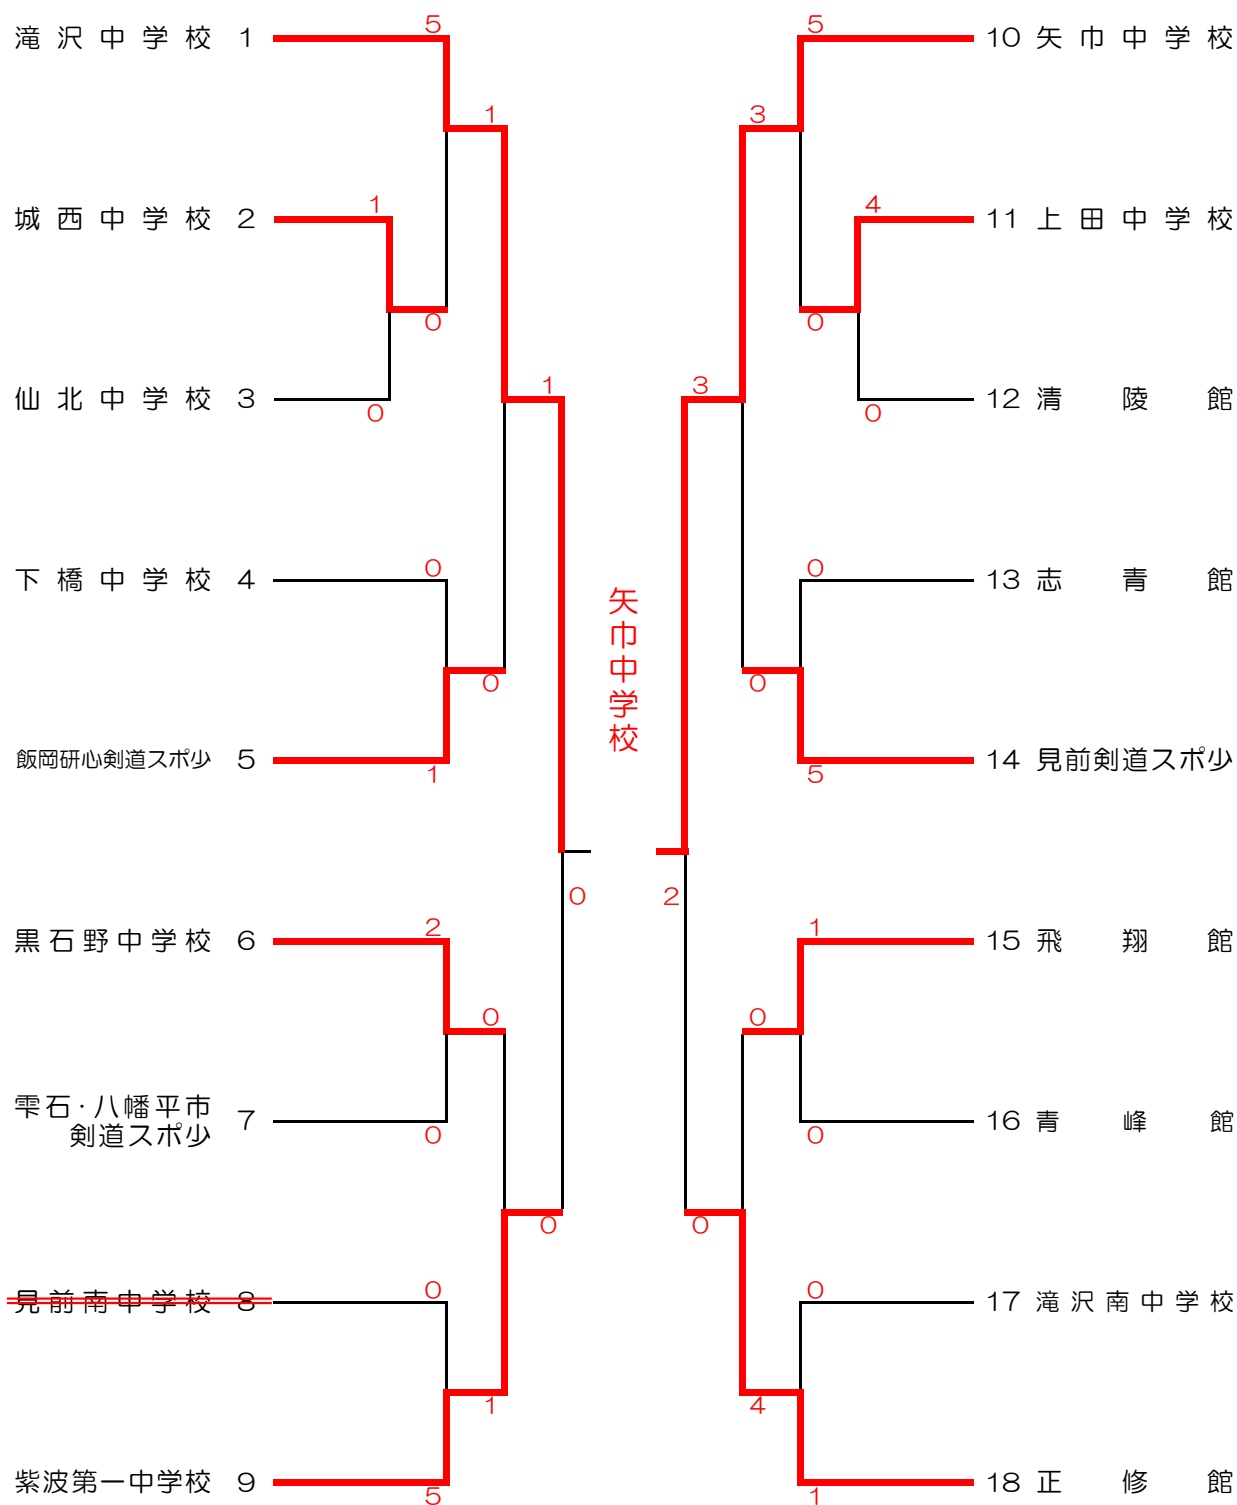 滝沢中学校 1
5
1
城西中学校 2
1
0
仙北中学校 3
0
1
下橋中学校 4
0
0
飯岡研心剣道スポ少 5
1
黒石野中学校 6
2
0
雫石・八幡平市
剣道スポ少 7
0
0
見前南中学校 8
0
1
紫波第一中学校 9
5
0
矢巾中学校
2
10 矢巾中学校
5
3
11 上田中学校
4
0
12 清陵館
0
3
13 志青館
0
0
14 見前剣道スポ少
5
15 飛翔館
1
0
16 青峰館
0
0
17 滝沢南中学校
0
4
18 正修館
1